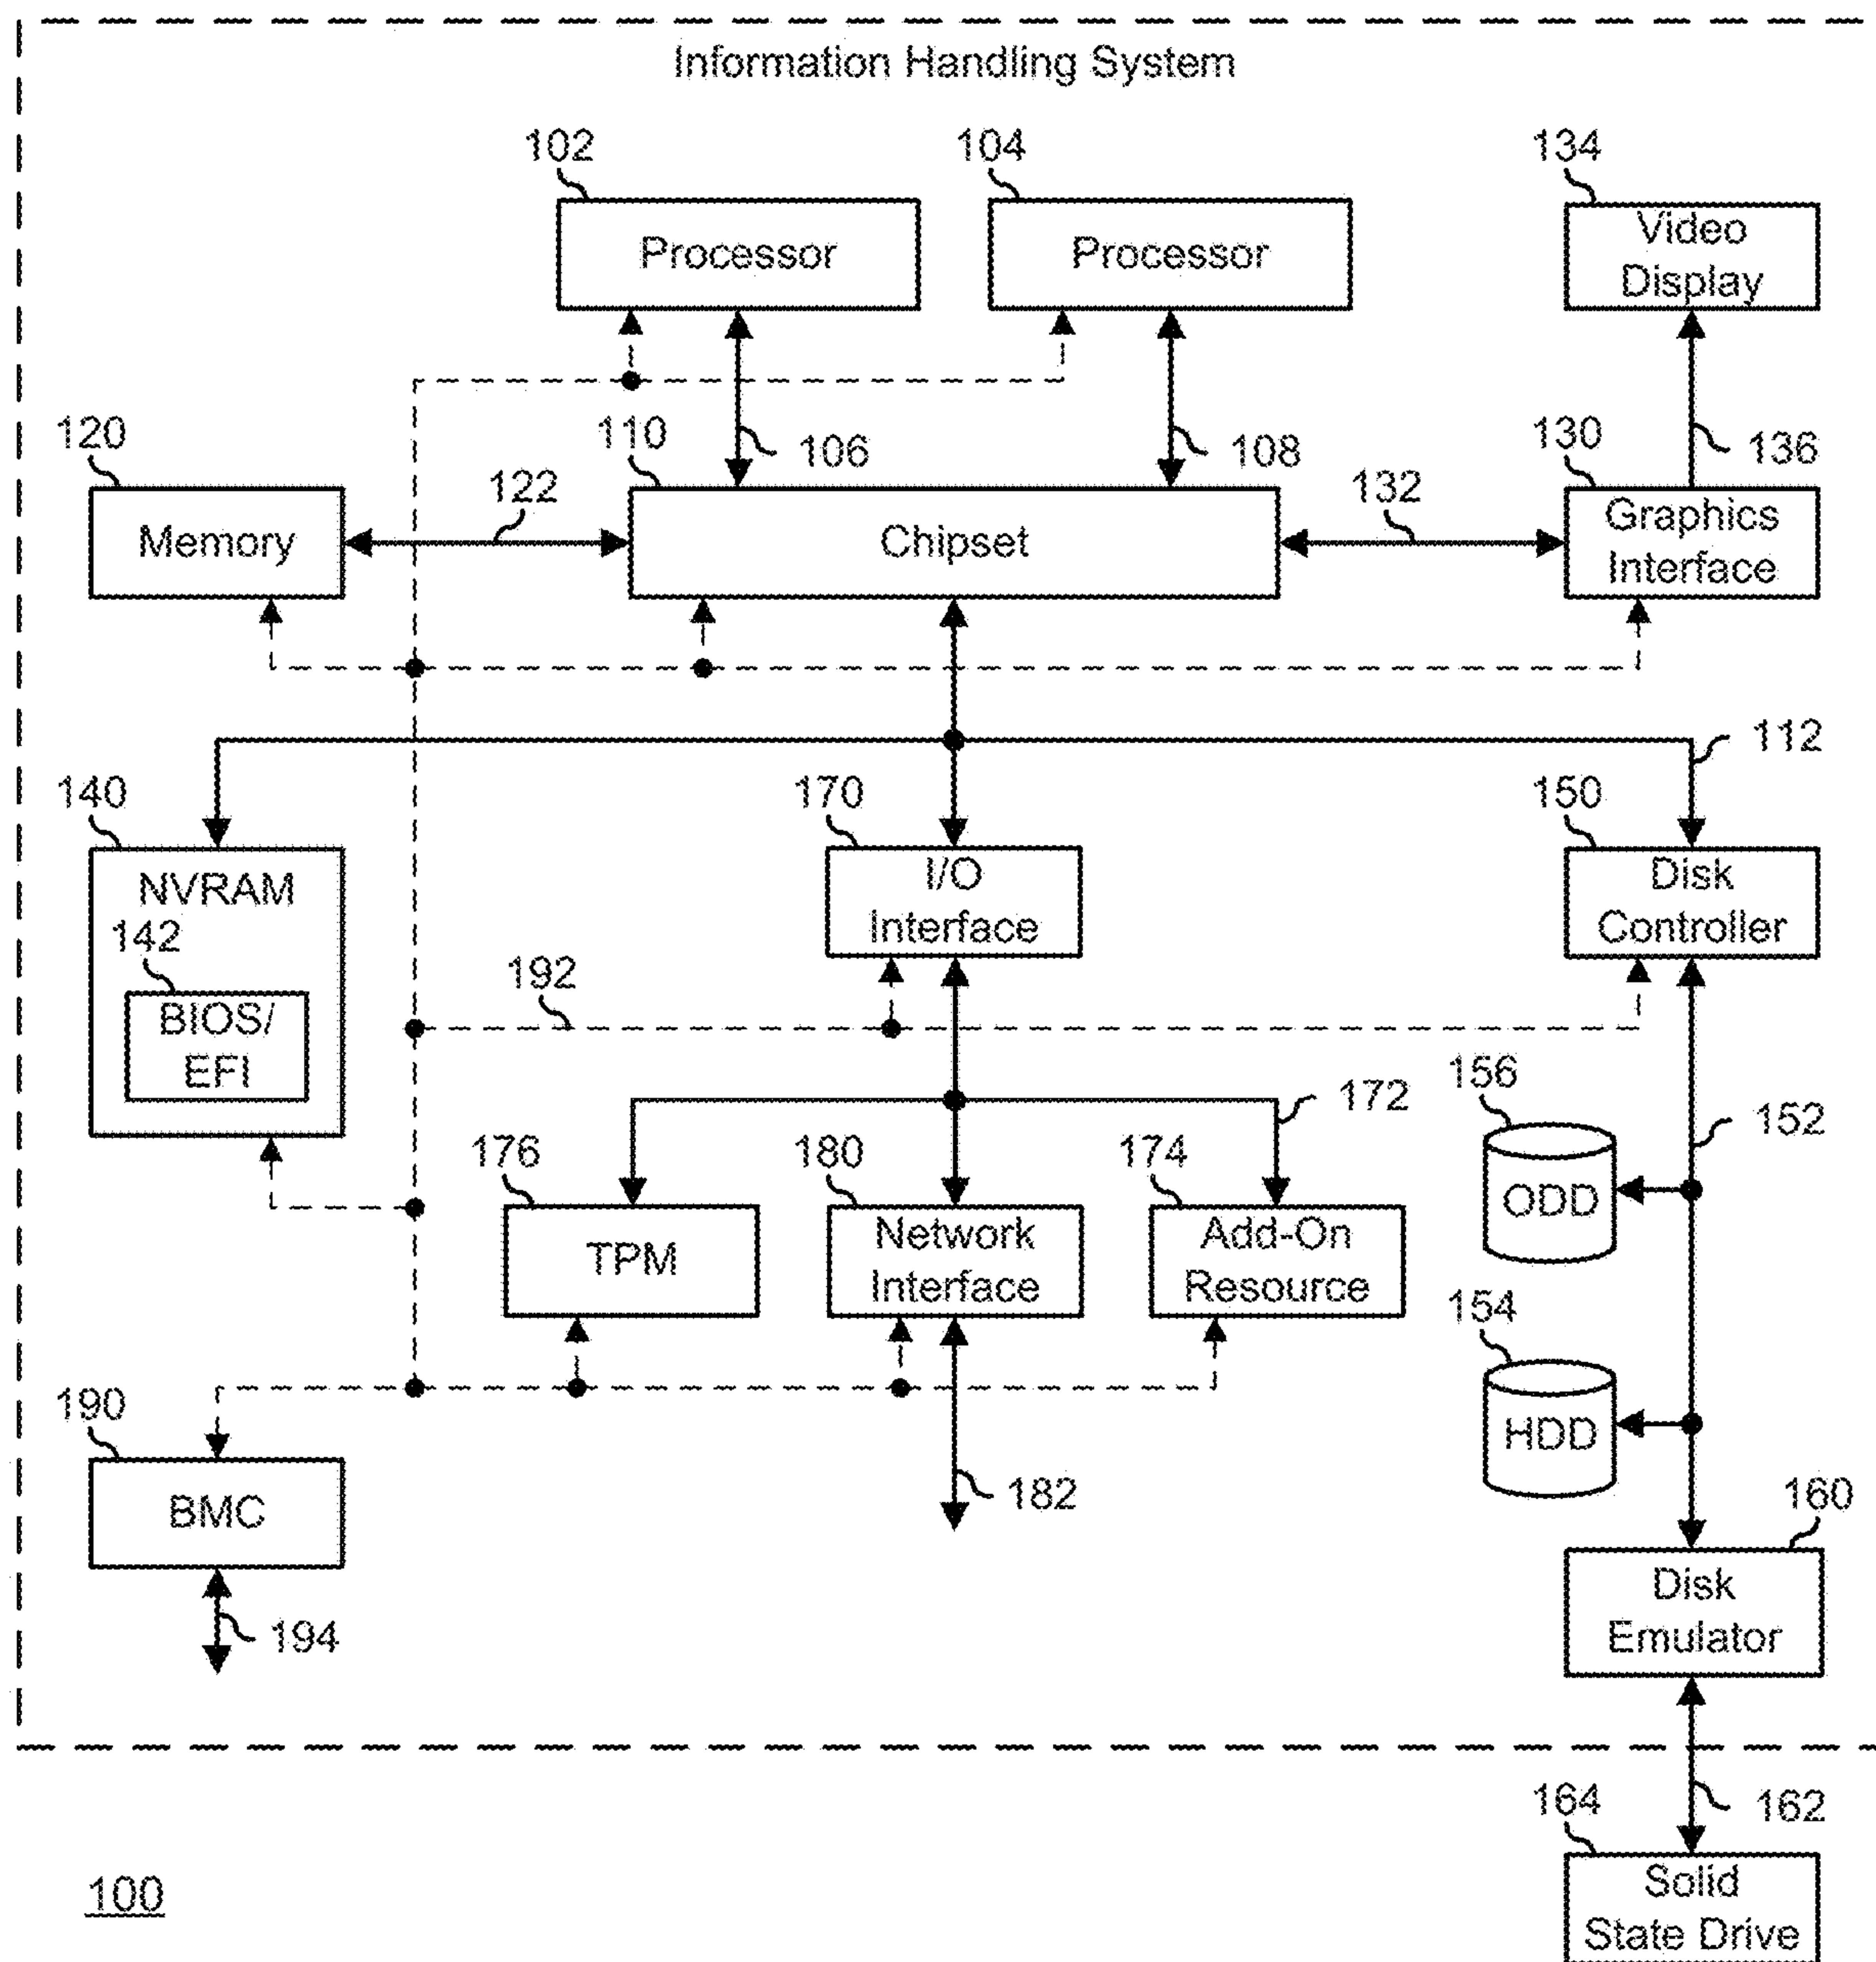 Information Handling System
102
104
134
Processor
Processor
Video
Display
120
110
106
108
130
136
122
132
Memory
Chipset
Graphics
Interface
112
140
170
150
NVRAM
I/O
Interface
Disk
Controller
142
BIOS/
EFI
192
156
172
152
176
180
174
ODD
TPM
Network
Interface
Add-On
Resource
154
HDD
190
182
160
BMC
Disk
Emulator
194
164
162
100
Solid
State Drive